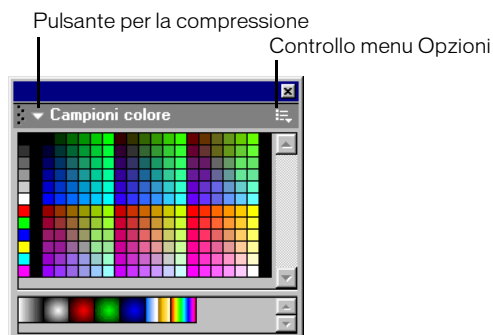 Pulsante per la compressione
Controllo menu Opzioni
Campioni colore